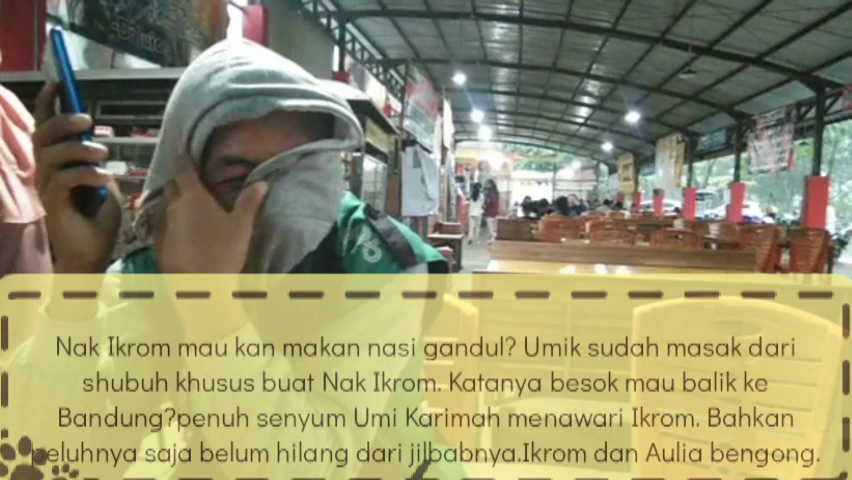 Nak Ikrom mau kan makan nasi gandul? Umik sudah masak dari
shubuh khusus buat Nak Ikrom. Katanya besok mau balik ke
Bandung?penuh senyum Umi Karimah menawari Ikrom. Bahkan
peluhnya saja belum hilang dari jilbabnya.Ikrom dan Aulia bengong.